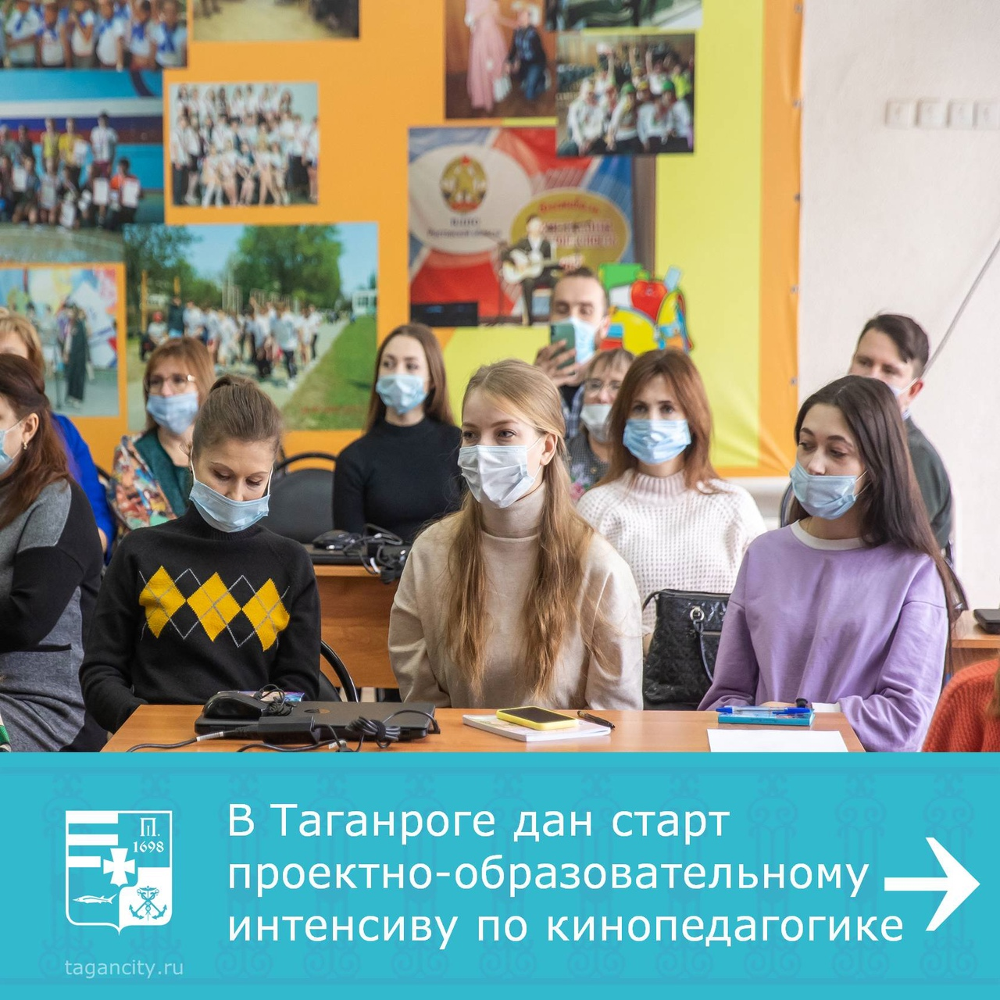 П.
1698
В Таганроге дан старт
проектно-образовательному
интенсиву по кинопедагогике
tagancity.ru